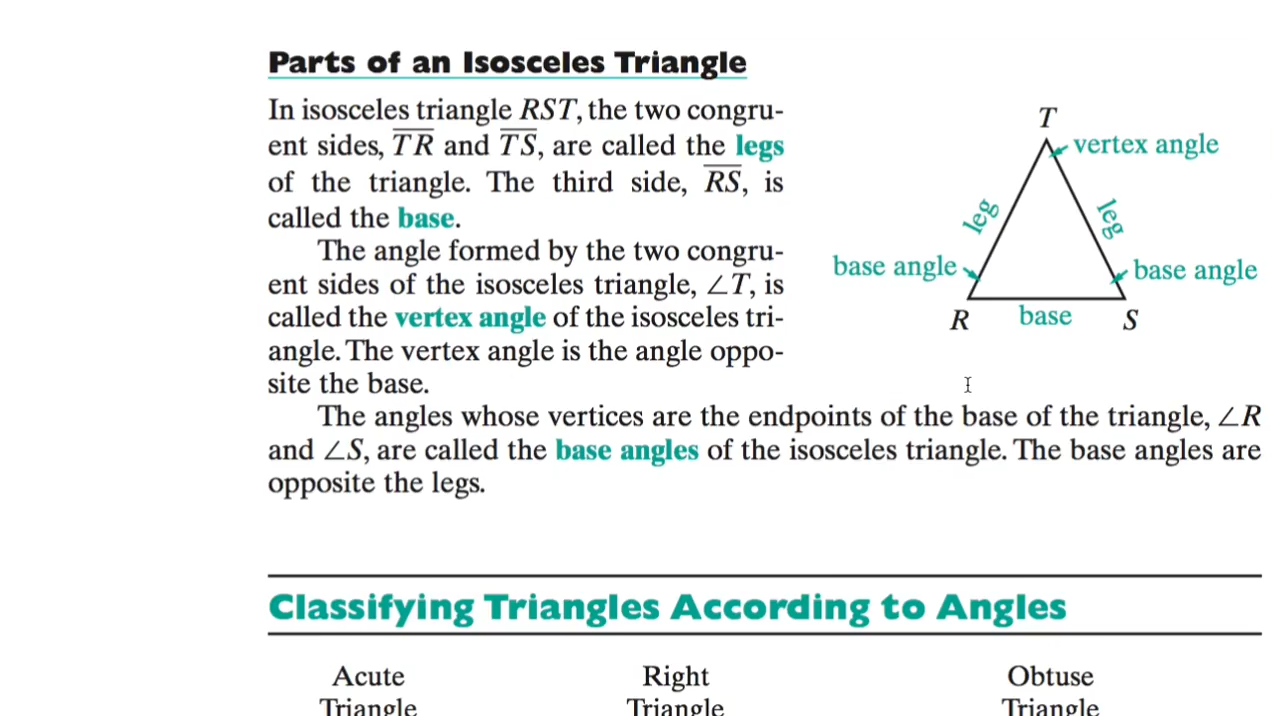 Parts of an Isosceles Triangle
In isosceles triangle RST, the two congru-
ent sides, TR and TS, are called the legs
of the triangle. The third side, RS, is
called the base.
The angle formed by the two congru-
ent sides of the isosceles triangle, ∠T, is
called the vertex angle of the isosceles tri-
angle. The vertex angle is the angle oppo-
site the base.
T
vertex angle
leg
leg
base angle
base angle
R
base
S
The angles whose vertices are the endpoints of the base of the triangle, ∠R
and ∠S, are called the base angles of the isosceles triangle. The base angles are
opposite the legs.
Classifying Triangles According to Angles
Acute
Triangle
Right
Triangle
Obtuse
Triangle